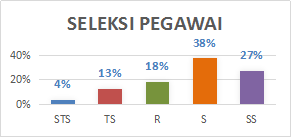 SELEKSI PEGAWAI
40%
20%
0%
4%
13%
18%
38%
27%
STS
TS
R
S
SS